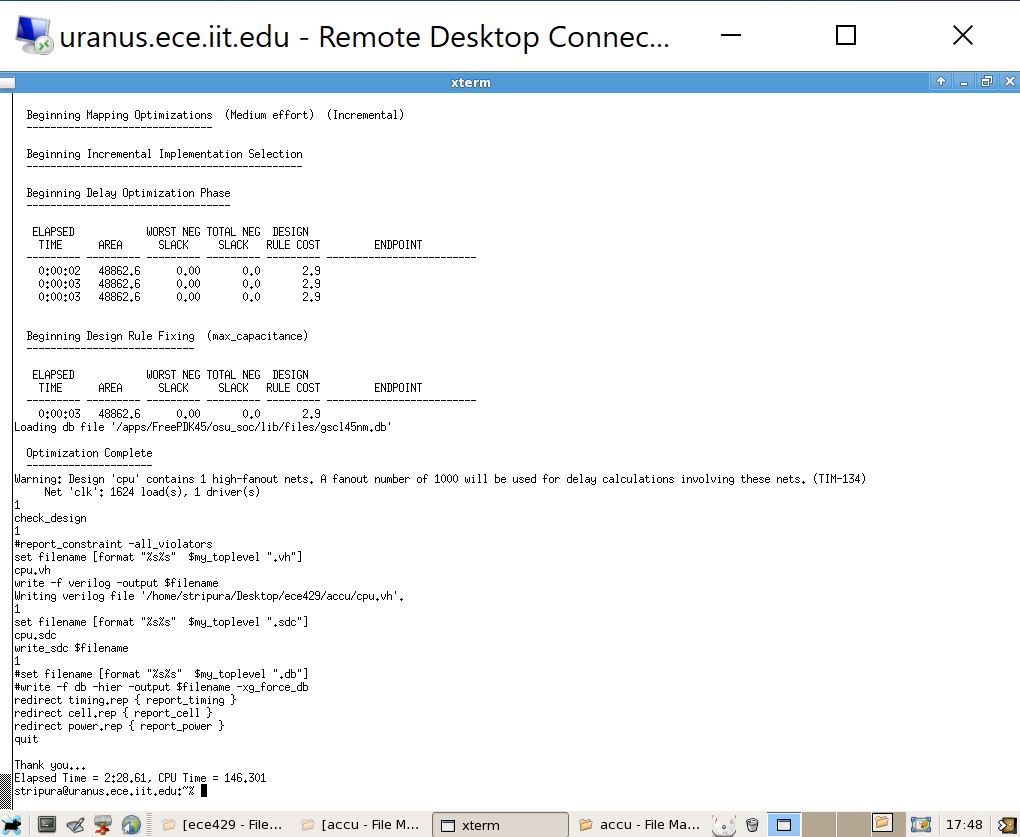 uranus.ece.iit.edu - Remote Desktop Connec...
xterm
Beginning Mapping Optimizations  (Medium effort)  (Incremental)
-------------------------------
Beginning Incremental Implementation Selection
----------------------------------------------
Beginning Delay Optimization Phase
----------------------------------
ELAPSED            WORST NEG TOTAL NEG  DESIGN
TIME      AREA      SLACK     SLACK   RULE COST         ENDPOINT
--------- --------- --------- --------- --------- -------------------------
0:00:02   48862.6      0.00       0.0       2.9
0:00:03   48862.6      0.00       0.0       2.9
0:00:03   48862.6      0.00       0.0       2.9
Beginning Design Rule Fixing  (max_capacitance)
----------------------------
ELAPSED            WORST NEG TOTAL NEG  DESIGN
TIME      AREA      SLACK     SLACK   RULE COST         ENDPOINT
--------- --------- --------- --------- --------- -------------------------
0:00:03   48862.6      0.00       0.0       2.9
Loading db file '/apps/FreePDK45/osu_soc/lib/files/gscl45nm.db'
Optimization Complete
---------------------
Warning: Design 'cpu' contains 1 high-fanout nets. A fanout number of 1000 will be used for delay calculations involving these nets. (TIM-134)
Net 'clk': 1624 load(s), 1 driver(s)
1
check_design
1
#report_constraint -all_violators
set filename [format "%s%s"  $my_toplevel ".vh"]
cpu.vh
write -f verilog -output $filename
Writing verilog file '/home/stripura/Desktop/ece429/accu/cpu.vh'.
1
set filename [format "%s%s"  $my_toplevel ".sdc"]
cpu.sdc
write_sdc $filename
1
#set filename [format "%s%s"  $my_toplevel ".db"]
#write -f db -hier -output $filename -xg_force_db
redirect timing.rep { report_timing }
redirect cell.rep { report_cell }
redirect power.rep { report_power }
quit
Thank you...
Elapsed Time = 2:28.61, CPU Time = 146.301
stripura@uranus.ece.iit.edu:~%
[ece429 - File... [accu - File M... xterm accu - File Ma... 17:48